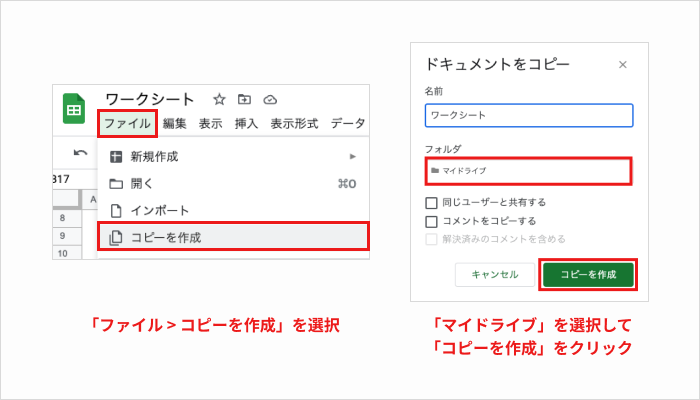 ワークシート
ファイル 編集 表示 挿入 表示形式 データ
新規作成
開く ⌘O
インポート
コピーを作成
317
A
8
9
10
「ファイル > コピーを作成」を選択
ドキュメントをコピー
名前
ワークシート
フォルダ
マイドライブ
同じユーザーと共有する
コメントをコピーする
解決済みのコメントを含める
キャンセル コピーを作成
「マイドライブ」を選択して
「コピーを作成」をクリック